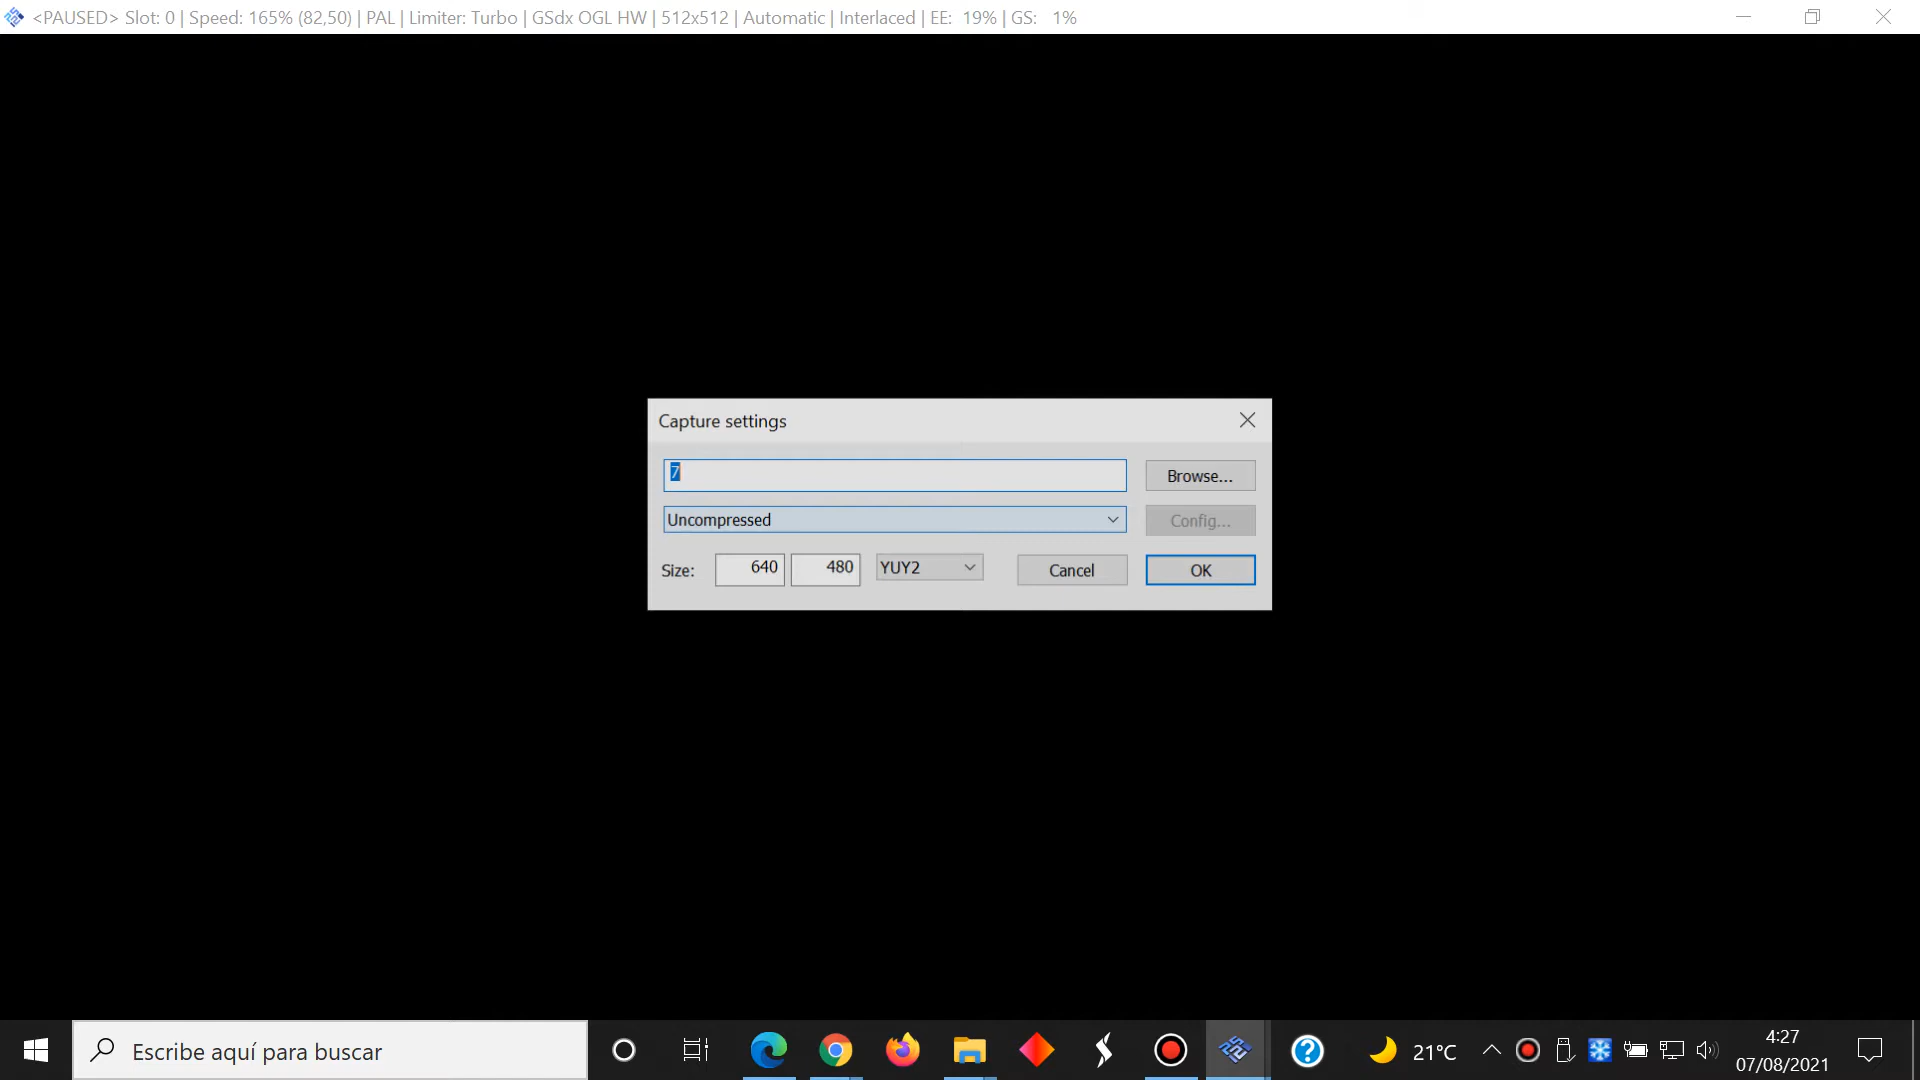 <PAUSED> Slot: 0 | Speed: 165% (82,50) | PAL | Limiter: Turbo | GSdx OGL HW | 512x512 | Automatic | Interlaced | EE:  19% | GS:   1%
Capture settings
7
Browse...
Uncompressed
Config...
Size:
640
480
YUY2
Cancel
OK
Escribe aquí para buscar
21°C
4:27
07/08/2021